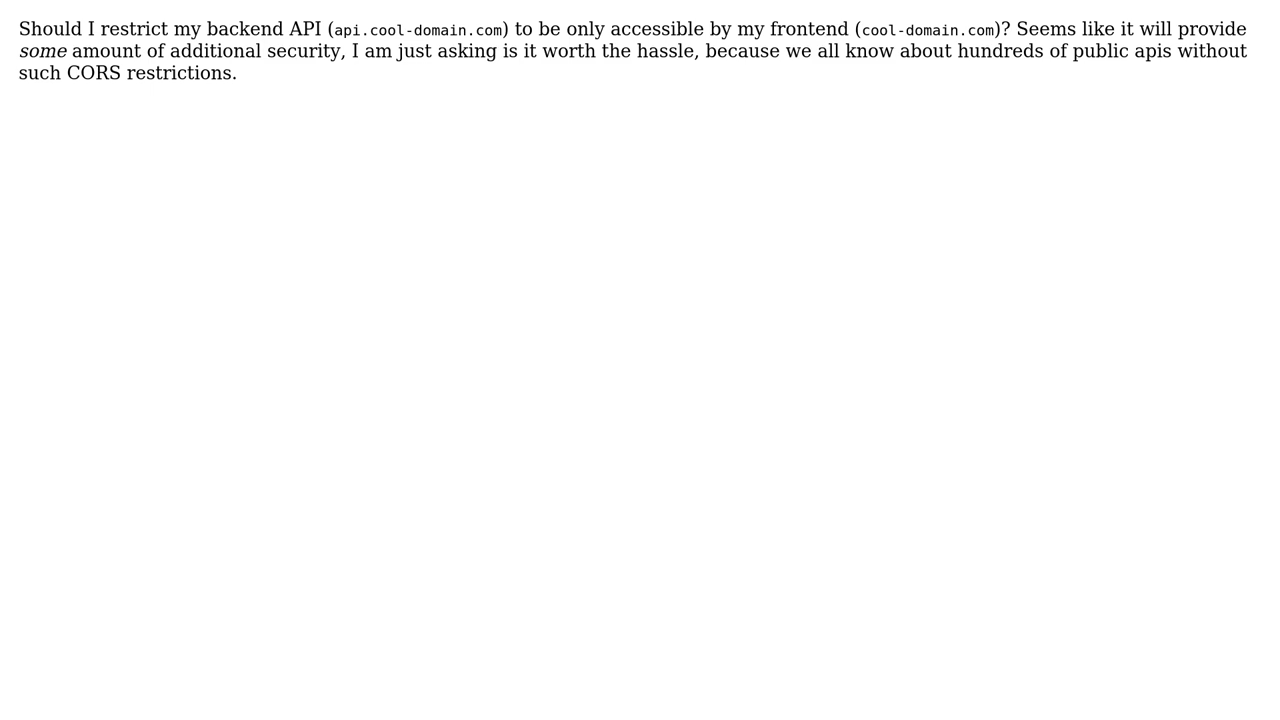 Should I restrict my backend API (api.cool-domain.com) to be only accessible by my frontend (cool-domain.com)? Seems like it will provide
some amount of additional security, I am just asking is it worth the hassle, because we all know about hundreds of public apis without
such CORS restrictions.